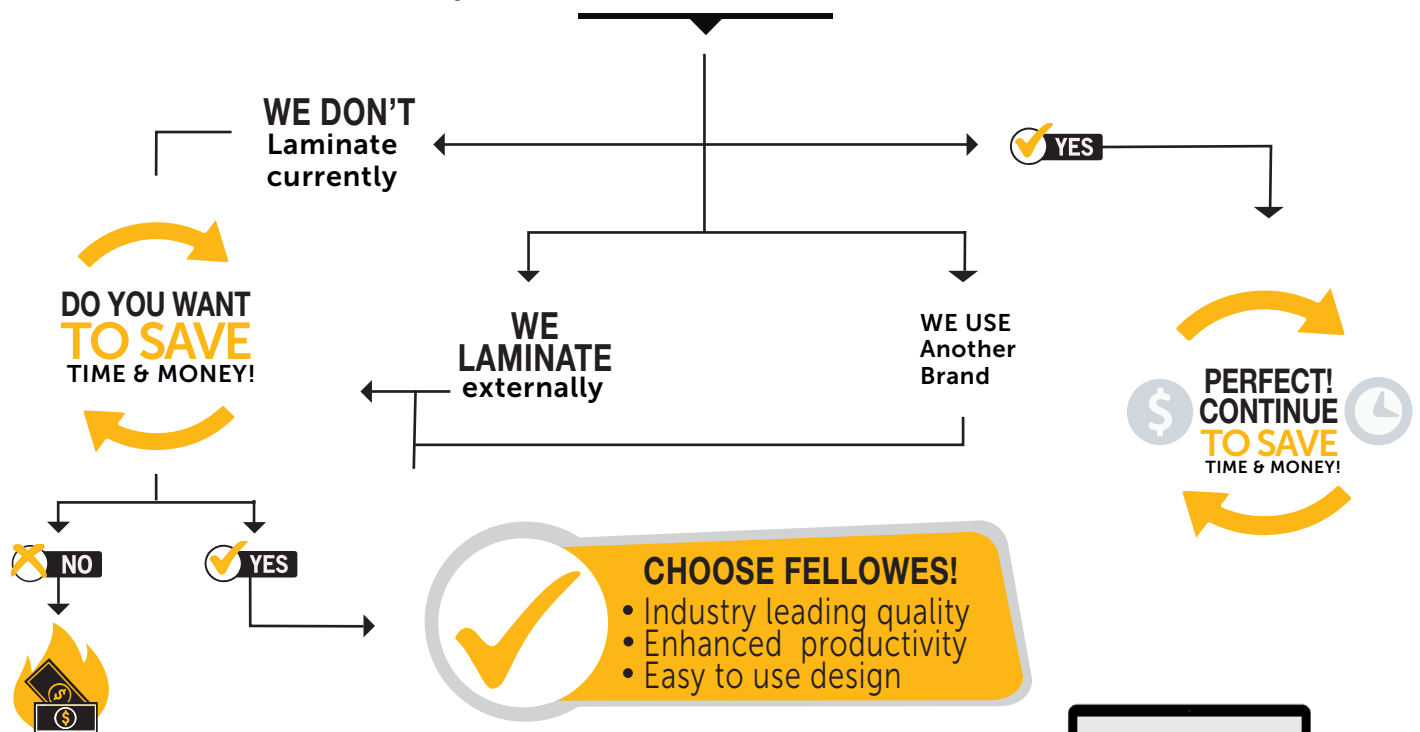 WE DON'T
Laminate
currently
YES
DO YOU WANT
TO SAVE
TIME & MONEY!
WE
LAMINATE
externally
WE USE
Another
Brand
PERFECT!
CONTINUE
TO SAVE
TIME & MONEY!
$
NO
YES
CHOOSE FELLOWES!
• Industry leading quality
• Enhanced productivity
• Easy to use design
$
$